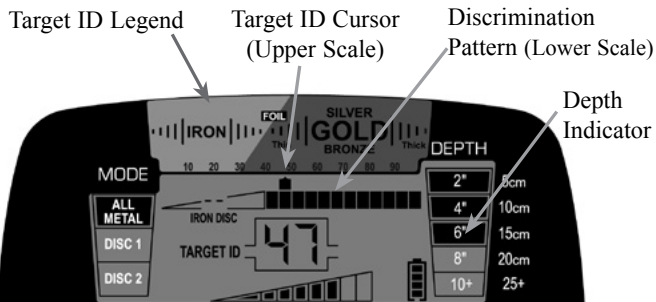 Target ID Legend
Target ID Cursor
(Upper Scale)
Discrimination
Pattern (Lower Scale)
Depth
Indicator
FOIL
SILVER
IRON
GOLD
Thick
BRONZE
DEPTH
10 20 30 40 50 60 70 80 90
MODE
2" 5cm
ALL
METAL
4" 10cm
IRON DISC
6" 15cm
DISC 1
TARGET ID
47
8" 20cm
DISC 2
10+ 25+